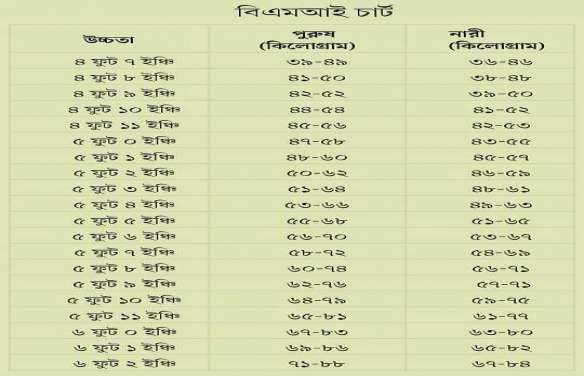 বিএমআই চার্ট
উচ্চতা পুরুষ (কিলোগ্রাম) নারী (কিলোগ্রাম)
৪ ফুট ৭ ইঞ্চি ৩৯-৪৯ ৩৬-৪৬
৪ ফুট ৮ ইঞ্চি ৪১-৫০ ৩৮-৪৮
৪ ফুট ৯ ইঞ্চি ৪২-৫২ ৩৯-৫০
৪ ফুট ১০ ইঞ্চি ৪৪-৫৪ ৪১-৫২
৪ ফুট ১১ ইঞ্চি ৪৫-৫৬ ৪২-৫৩
৫ ফুট ০ ইঞ্চি ৪৭-৫৮ ৪৩-৫৫
৫ ফুট ১ ইঞ্চি ৪৮-৬০ ৪৫-৫৭
৫ ফুট ২ ইঞ্চি ৫০-৬২ ৪৬-৫৯
৫ ফুট ৩ ইঞ্চি ৫১-৬৪ ৪৮-৬১
৫ ফুট ৪ ইঞ্চি ৫৩-৬৬ ৪৯-৬৩
৫ ফুট ৫ ইঞ্চি ৫৫-৬৮ ৫১-৬৫
৫ ফুট ৬ ইঞ্চি ৫৬-৭০ ৫৩-৬৭
৫ ফুট ৭ ইঞ্চি ৫৮-৭২ ৫৪-৬৯
৫ ফুট ৮ ইঞ্চি ৬০-৭৪ ৫৬-৭১
৫ ফুট ৯ ইঞ্চি ৬২-৭৬ ৫৭-৭১
৫ ফুট ১০ ইঞ্চি ৬৪-৭৯ ৫৯-৭৫
৫ ফুট ১১ ইঞ্চি ৬৫-৮১ ৬১-৭৭
৬ ফুট ০ ইঞ্চি ৬৭-৮৩ ৬৩-৮০
৬ ফুট ১ ইঞ্চি ৬৯-৮৬ ৬৫-৮২
৬ ফুট ২ ইঞ্চি ৭১-৮৮ ৬৭-৮৪